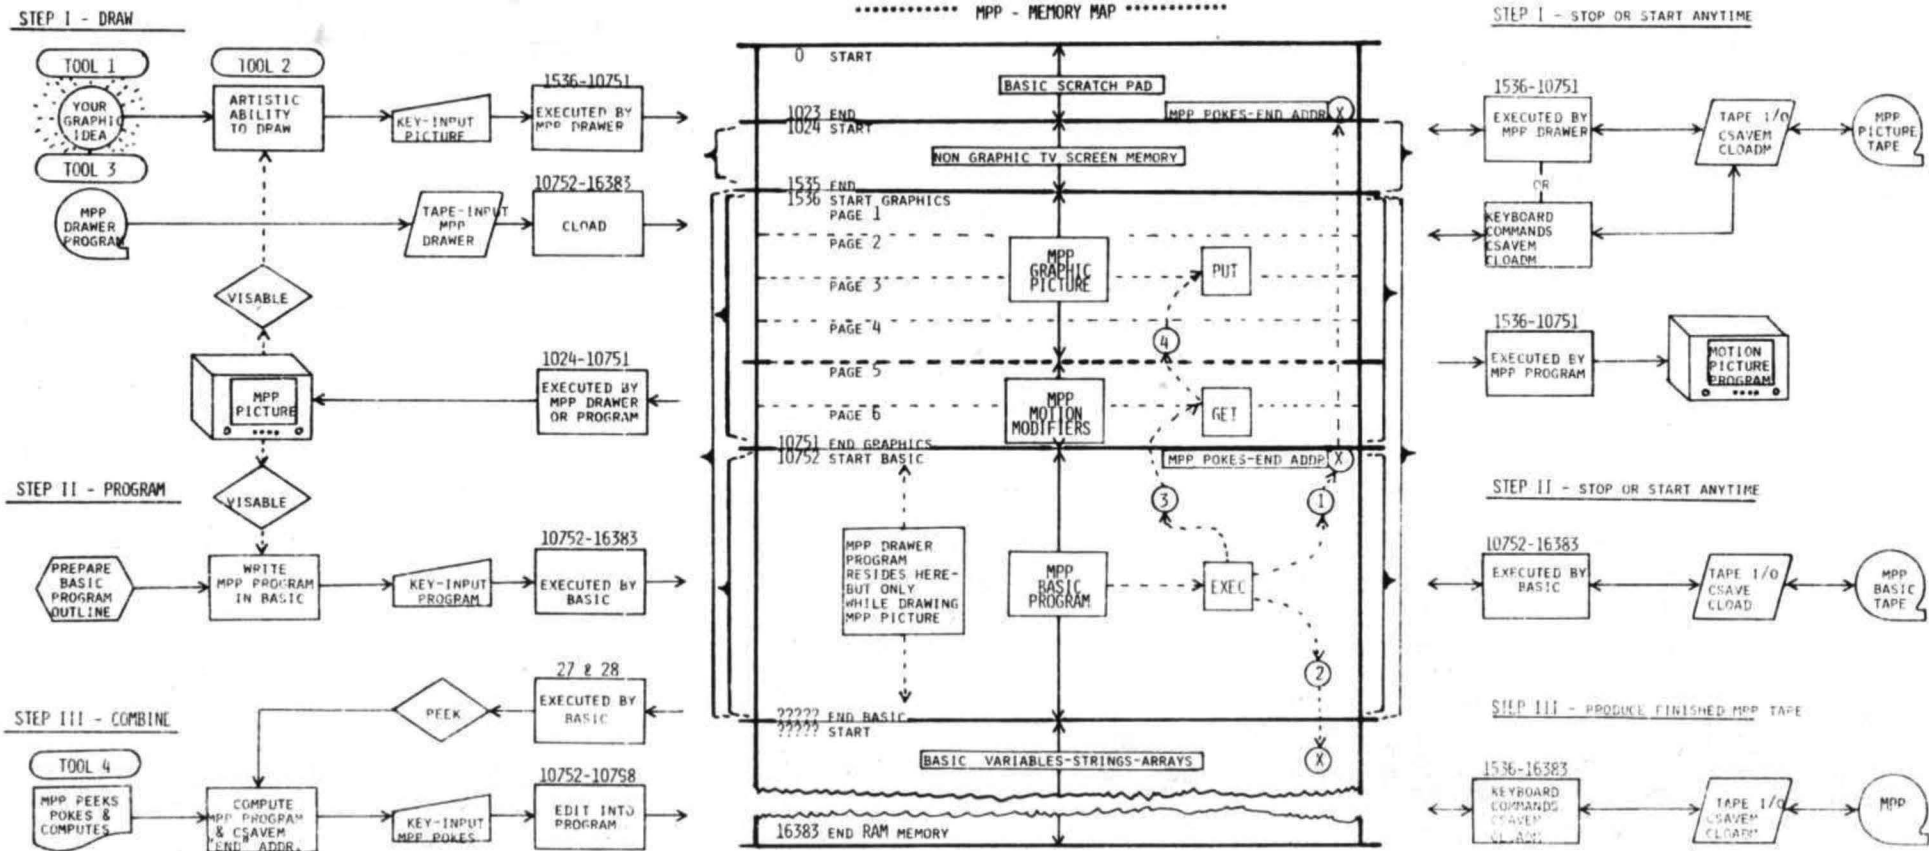 STEP I - DRAW
TOOL 1
YOUR
GRAPHIC
IDEA
TOOL 2
ARTISTIC
ABILITY
TO DRAW
KEY-INPUT
PICTURE
1536-10751
EXECUTED BY
MPP DRAWER
TOOL 3
MPP
DRAWER
PROGRAM
TAPE-INPUT
MPP
DRAWER
10752-16383
CLOAD
VISABLE
MPP
PICTURE
1024-10751
EXECUTED BY
MPP DRAWER
OR PROGRAM
VISABLE
STEP II - PROGRAM
PREPARE
BASIC
PROGRAM
OUTLINE
WRITE
MPP PROGRAM
IN BASIC
KEY-INPUT
PROGRAM
10752-16383
EXECUTED BY
BASIC
27 & 28
EXECUTED BY
BASIC
PEEK
STEP III - COMBINE
TOOL 4
MPP PEEKS
POKES &
COMPUTES
COMPUTE
MPP PROGRAM
& CSAVEM
"END" ADDR.
KEY-INPUT
MPP POKES
10752-10758
EDIT INTO
PROGRAM
MPP - MEMORY MAP
0 START
BASIC SCRATCH PAD
1023 END
MPP POKES-END ADDR X
1024 START
NON GRAPHIC TV SCREEN MEMORY
1535 END
1536 START GRAPHICS
PAGE 1
PAGE 2
MPP
GRAPHIC
PICTURE
PUT
PAGE 3
PAGE 4
4
PAGE 5
MPP
MOTION
MODIFIERS
GET
PAGE 6
10751 END GRAPHICS
10752 START BASIC
MPP POKES-END ADDR X
3
1
MPP DRAWER
PROGRAM
RESIDES HERE-
BUT ONLY
WHILE DRAWING
MPP PICTURE
MPP
BASIC
PROGRAM
EXEC
2
????? END BASIC
????? START
BASIC VARIABLES-STRINGS-ARRAYS
X
16383 END RAM MEMORY
STEP I - STOP OR START ANYTIME
1536-10751
EXECUTED BY
MPP DRAWER
TAPE I/O
CSAVEM
CLOADM
MPP
PICTURE
TAPE
OR
KEYBOARD
COMMANDS
CSAVEM
CLOADM
1536-10751
EXECUTED BY
MPP PROGRAM
MOTION
PICTURE
PROGRAM
STEP II - STOP OR START ANYTIME
10752-16383
EXECUTED BY
BASIC
TAPE I/O
CSAVE
CLOAD
MPP
BASIC
TAPE
STEP III - PRODUCE FINISHED MPP TAPE
1536-16383
KEYBOARD
COMMANDS
CSAVEM
CLOADM
TAPE I/O
CSAVEM
CLOADM
MPP